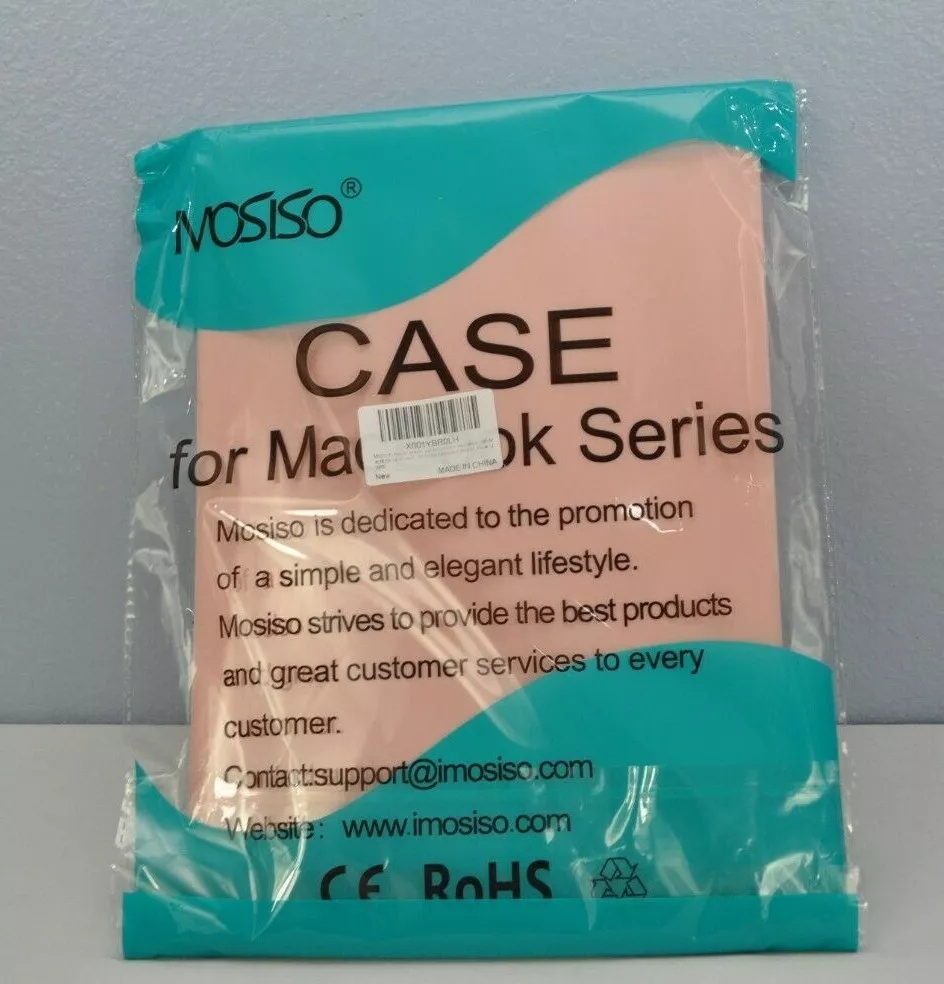 MOSISO®
CASE
for Mac ok Series
X001YBR0LH
New
MADE IN CHINA
Mosiso is dedicated to the promotion
of a simple and elegant lifestyle.
Mosiso strives to provide the best products
and great customer services to every
customer.
Contact:support@imosiso.com
Website: www.imosiso.com
CE RoHS